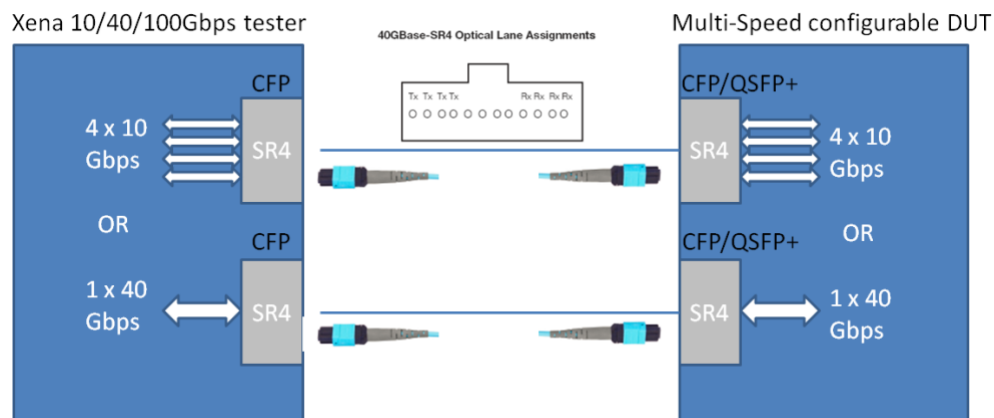 Xena 10/40/100Gbps tester
Multi-Speed configurable DUT
40GBase-SR4 Optical Lane Assignments
Tx Tx Tx Tx Rx Rx Rx Rx
CFP
SR4
4 x 10
Gbps
OR
CFP
SR4
1 x 40
Gbps
CFP/QSFP+
SR4
4 x 10
Gbps
OR
CFP/QSFP+
SR4
1 x 40
Gbps